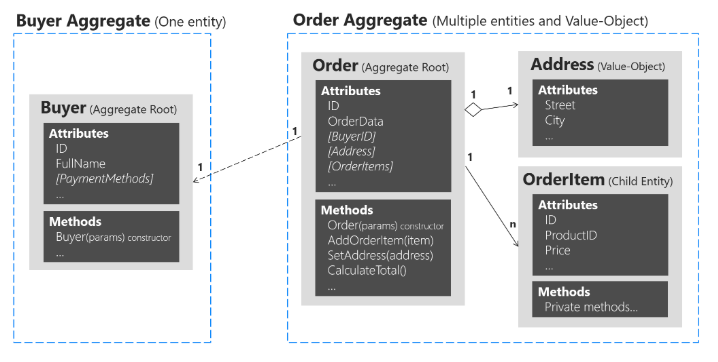 Buyer Aggregate (One entity)
Buyer (Aggregate Root)
Attributes
ID
FullName
[PaymentMethods]
...
Methods
Buyer(params) constructor
...
1
1
Order Aggregate (Multiple entities and Value-Object)
Order (Aggregate Root)
Attributes
ID
OrderData
[BuyerID]
[Address]
[OrderItems]
...
Methods
Order(params) constructor
AddOrderItem(item)
SetAddress(address)
CalculateTotal()
...
1
1
1
n
Address (Value-Object)
Attributes
Street
City
...
OrderItem (Child Entity)
Attributes
ID
ProductID
Price
...
Methods
Private methods...